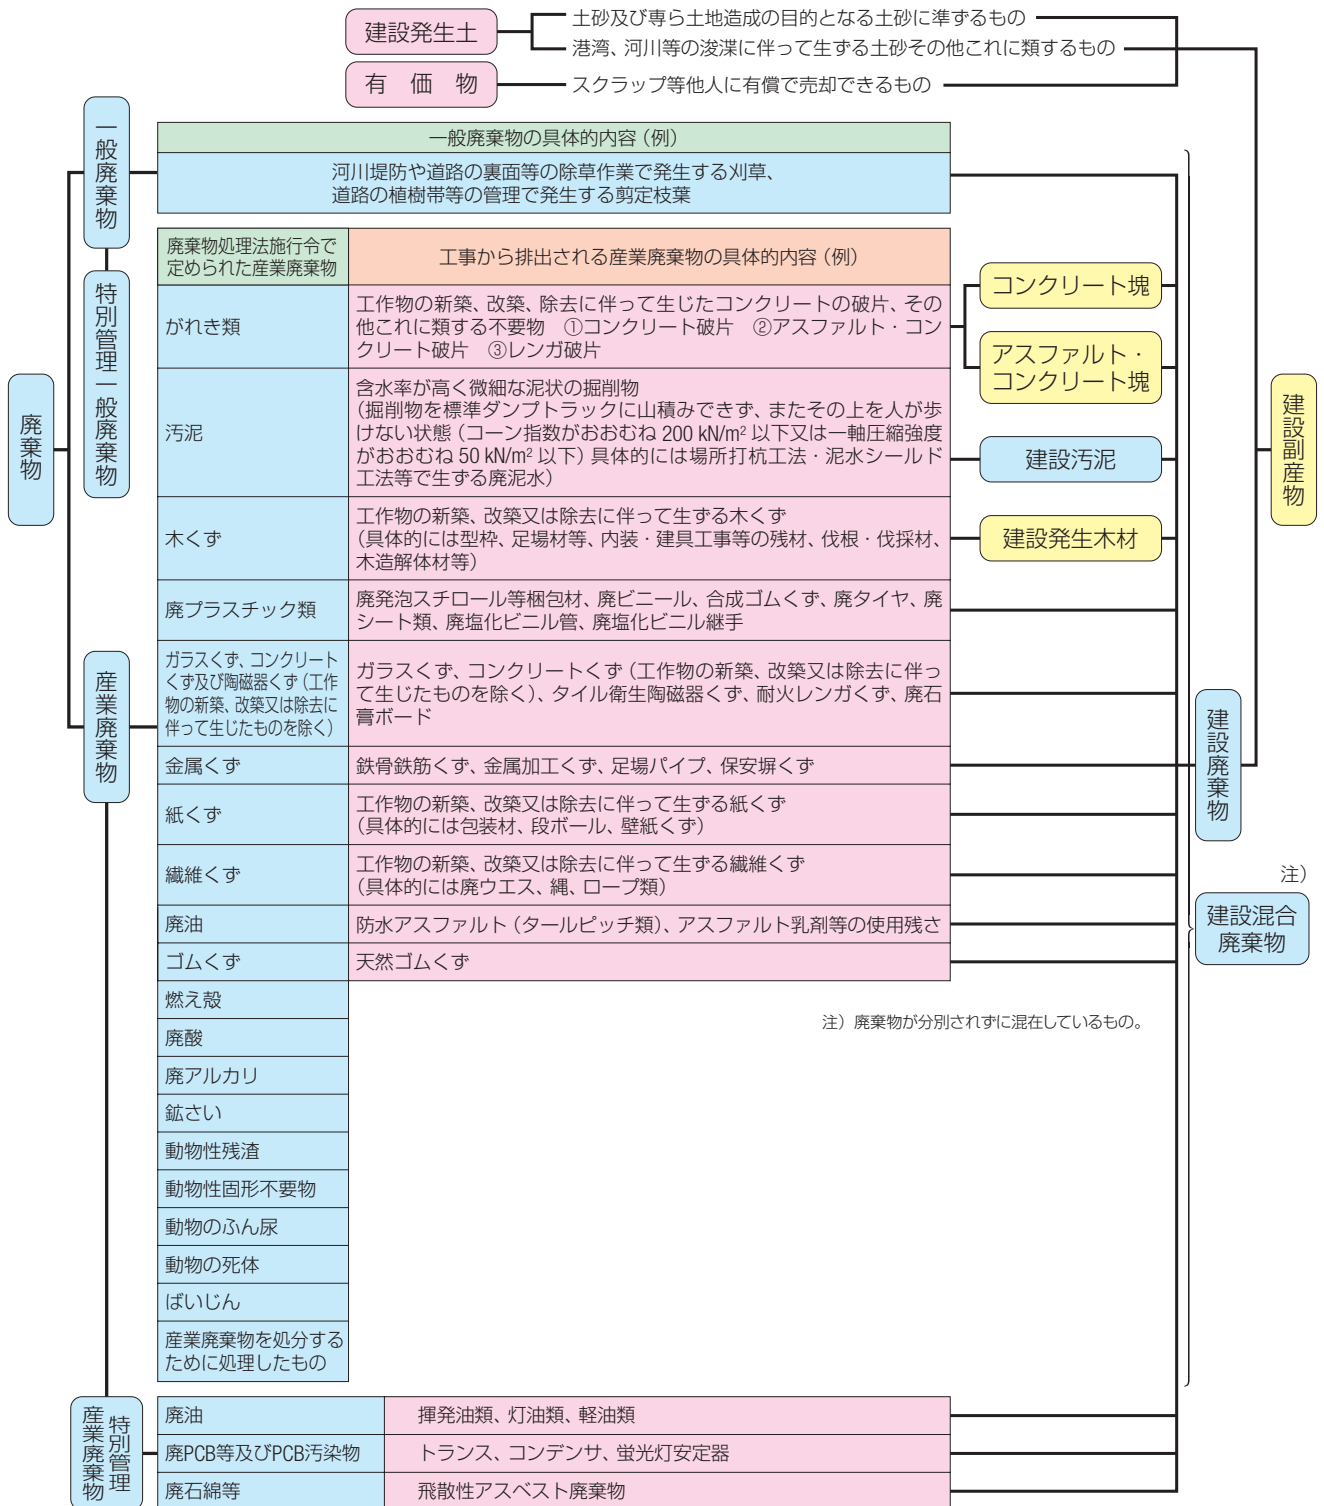 建設発生土
土砂及び専ら土地造成の目的となる土砂に準ずるもの
港湾、河川等の浚渫に伴って生ずる土砂その他これに類するもの
有価物
スクラップ等他人に有償で売却できるもの
一般廃棄物
一般廃棄物の具体的内容（例）
河川堤防や道路の裏面等の除草作業で発生する刈草、
道路の植樹帯等の管理で発生する剪定枝葉
特別管理一般廃棄物
廃棄物処理法施行令で
定められた産業廃棄物
工事から排出される産業廃棄物の具体的内容（例）
がれき類
工作物の新築、改築、除去に伴って生じたコンクリートの破片、その
他これに類する不要物　①コンクリート破片　②アスファルト・コン
クリート破片　③レンガ破片
コンクリート塊
アスファルト・
コンクリート塊
廃棄物
汚泥
含水率が高く微細な泥状の掘削物
（掘削物を標準ダンプトラックに山積みできず、またその上を人が歩
けない状態（コーン指数がおおむね 200 kN/m² 以下又は一軸圧縮強度
がおおむね 50 kN/m² 以下）具体的には場所打杭工法・泥水シールド
工法等で生ずる廃泥水）
建設汚泥
建設副産物
木くず
工作物の新築、改築又は除去に伴って生ずる木くず
（具体的には型枠、足場材等、内装・建具工事等の残材、伐根・伐採材、
木造解体材等）
建設発生木材
廃プラスチック類
廃発泡スチロール等梱包材、廃ビニール、合成ゴムくず、廃タイヤ、廃
シート類、廃塩化ビニル管、廃塩化ビニル継手
産業廃棄物
ガラスくず、コンクリート
くず及び陶磁器くず（工作
物の新築、改築又は除去に
伴って生じたものを除く）
ガラスくず、コンクリートくず（工作物の新築、改築又は除去に伴っ
て生じたものを除く）、タイル衛生陶磁器くず、耐火レンガくず、廃石
膏ボード
金属くず
鉄骨鉄筋くず、金属加工くず、足場パイプ、保安塀くず
建設廃棄物
紙くず
工作物の新築、改築又は除去に伴って生ずる紙くず
（具体的には包装材、段ボール、壁紙くず）
繊維くず
工作物の新築、改築又は除去に伴って生ずる繊維くず
（具体的には廃ウエス、縄、ロープ類）
注）
建設混合
廃棄物
廃油
防水アスファルト（タールピッチ類）、アスファルト乳剤等の使用残さ
ゴムくず
天然ゴムくず
燃え殻
注）廃棄物が分別されずに混在しているもの。
廃酸
廃アルカリ
鉱さい
動物性残渣
動物性固形不要物
動物のふん尿
動物の死体
ばいじん
産業廃棄物を処分する
ために処理したもの
特別管理
産業廃棄物
廃油
揮発油類、灯油類、軽油類
廃PCB等及びPCB汚染物
トランス、コンデンサ、蛍光灯安定器
廃石綿等
飛散性アスベスト廃棄物